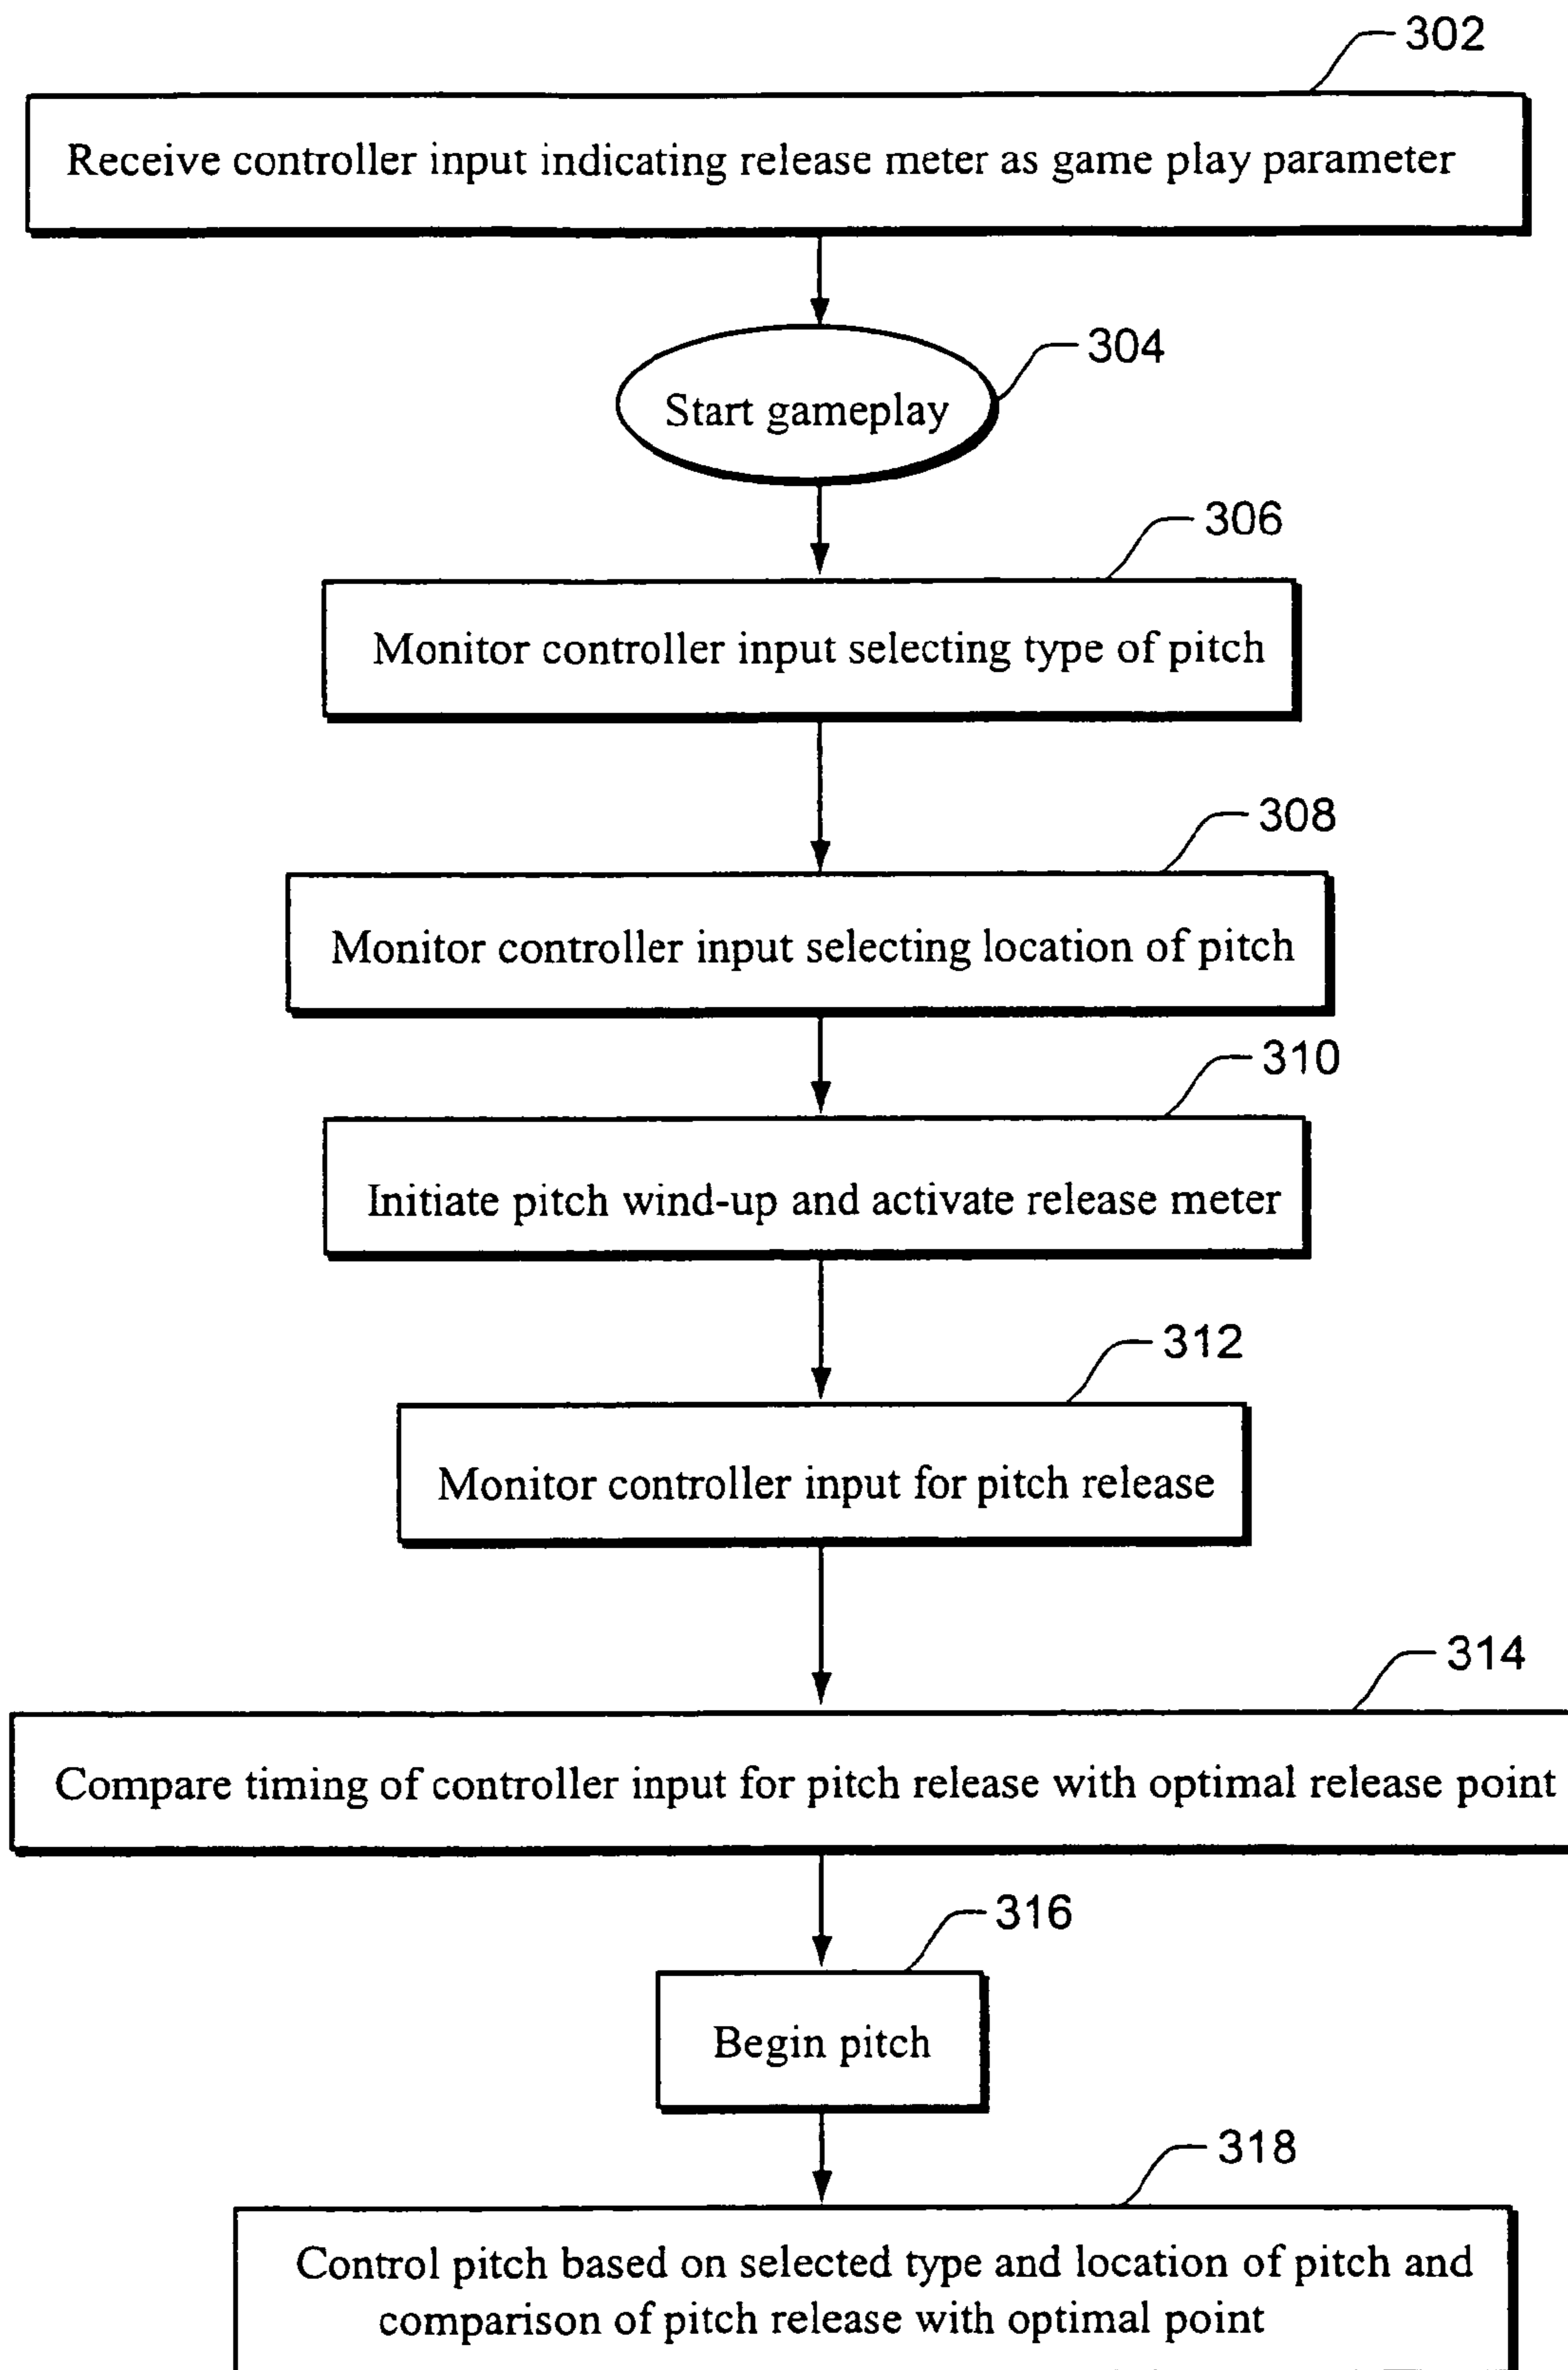 302
Receive controller input indicating release meter as game play parameter
304
Start gameplay
306
Monitor controller input selecting type of pitch
308
Monitor controller input selecting location of pitch
310
Initiate pitch wind-up and activate release meter
312
Monitor controller input for pitch release
314
Compare timing of controller input for pitch release with optimal release point
316
Begin pitch
318
Control pitch based on selected type and location of pitch and
comparison of pitch release with optimal point